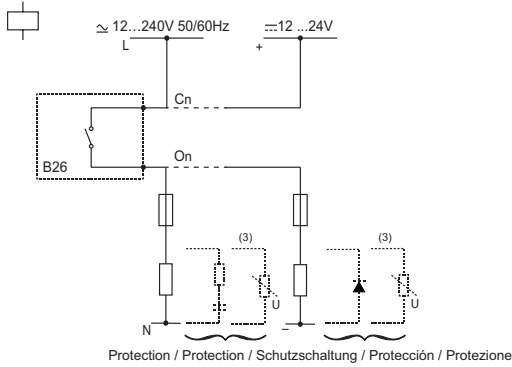 ≃ 12...240V 50/60Hz
⎓12 ...24V
L
+
Cn
B26
On
(3)
(3)
U
U
N
–
Protection / Protection / Schutzschaltung / Protección / Protezione